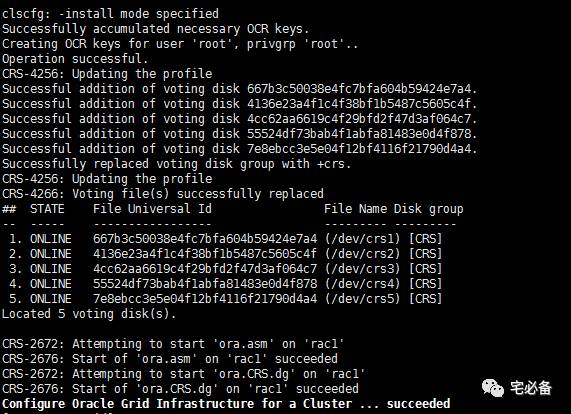 clscfg: -install mode specified
Successfully accumulated necessary OCR keys.
Creating OCR keys for user 'root', privgrp 'root'..
Operation successful.
CRS-4256: Updating the profile
Successful addition of voting disk 667b3c50038e4fc7bfa604b59424e7a4.
Successful addition of voting disk 4136e23a4f1c4f38bf1b5487c5605c4f.
Successful addition of voting disk 4cc62aa6619c4f29bfd2f47d3af064c7.
Successful addition of voting disk 55524df73bab4f1abfa81483e0d4f878.
Successful addition of voting disk 7e8ebcc3e5e04f12bf4116f21790d4a4.
Successfully replaced voting disk group with +crs.
CRS-4256: Updating the profile
CRS-4266: Voting file(s) successfully replaced
##  STATE    File Universal Id                File Name Disk group
--  -----    -----------------                --------- ---------
 1. ONLINE   667b3c50038e4fc7bfa604b59424e7a4 (/dev/crs1) [CRS]
 2. ONLINE   4136e23a4f1c4f38bf1b5487c5605c4f (/dev/crs2) [CRS]
 3. ONLINE   4cc62aa6619c4f29bfd2f47d3af064c7 (/dev/crs3) [CRS]
 4. ONLINE   55524df73bab4f1abfa81483e0d4f878 (/dev/crs4) [CRS]
 5. ONLINE   7e8ebcc3e5e04f12bf4116f21790d4a4 (/dev/crs5) [CRS]
Located 5 voting disk(s).
CRS-2672: Attempting to start 'ora.asm' on 'rac1'
CRS-2676: Start of 'ora.asm' on 'rac1' succeeded
CRS-2672: Attempting to start 'ora.CRS.dg' on 'rac1'
CRS-2676: Start of 'ora.CRS.dg' on 'rac1' succeeded
Configure Oracle Grid Infrastructure for a Cluster ... succeeded
宅必备